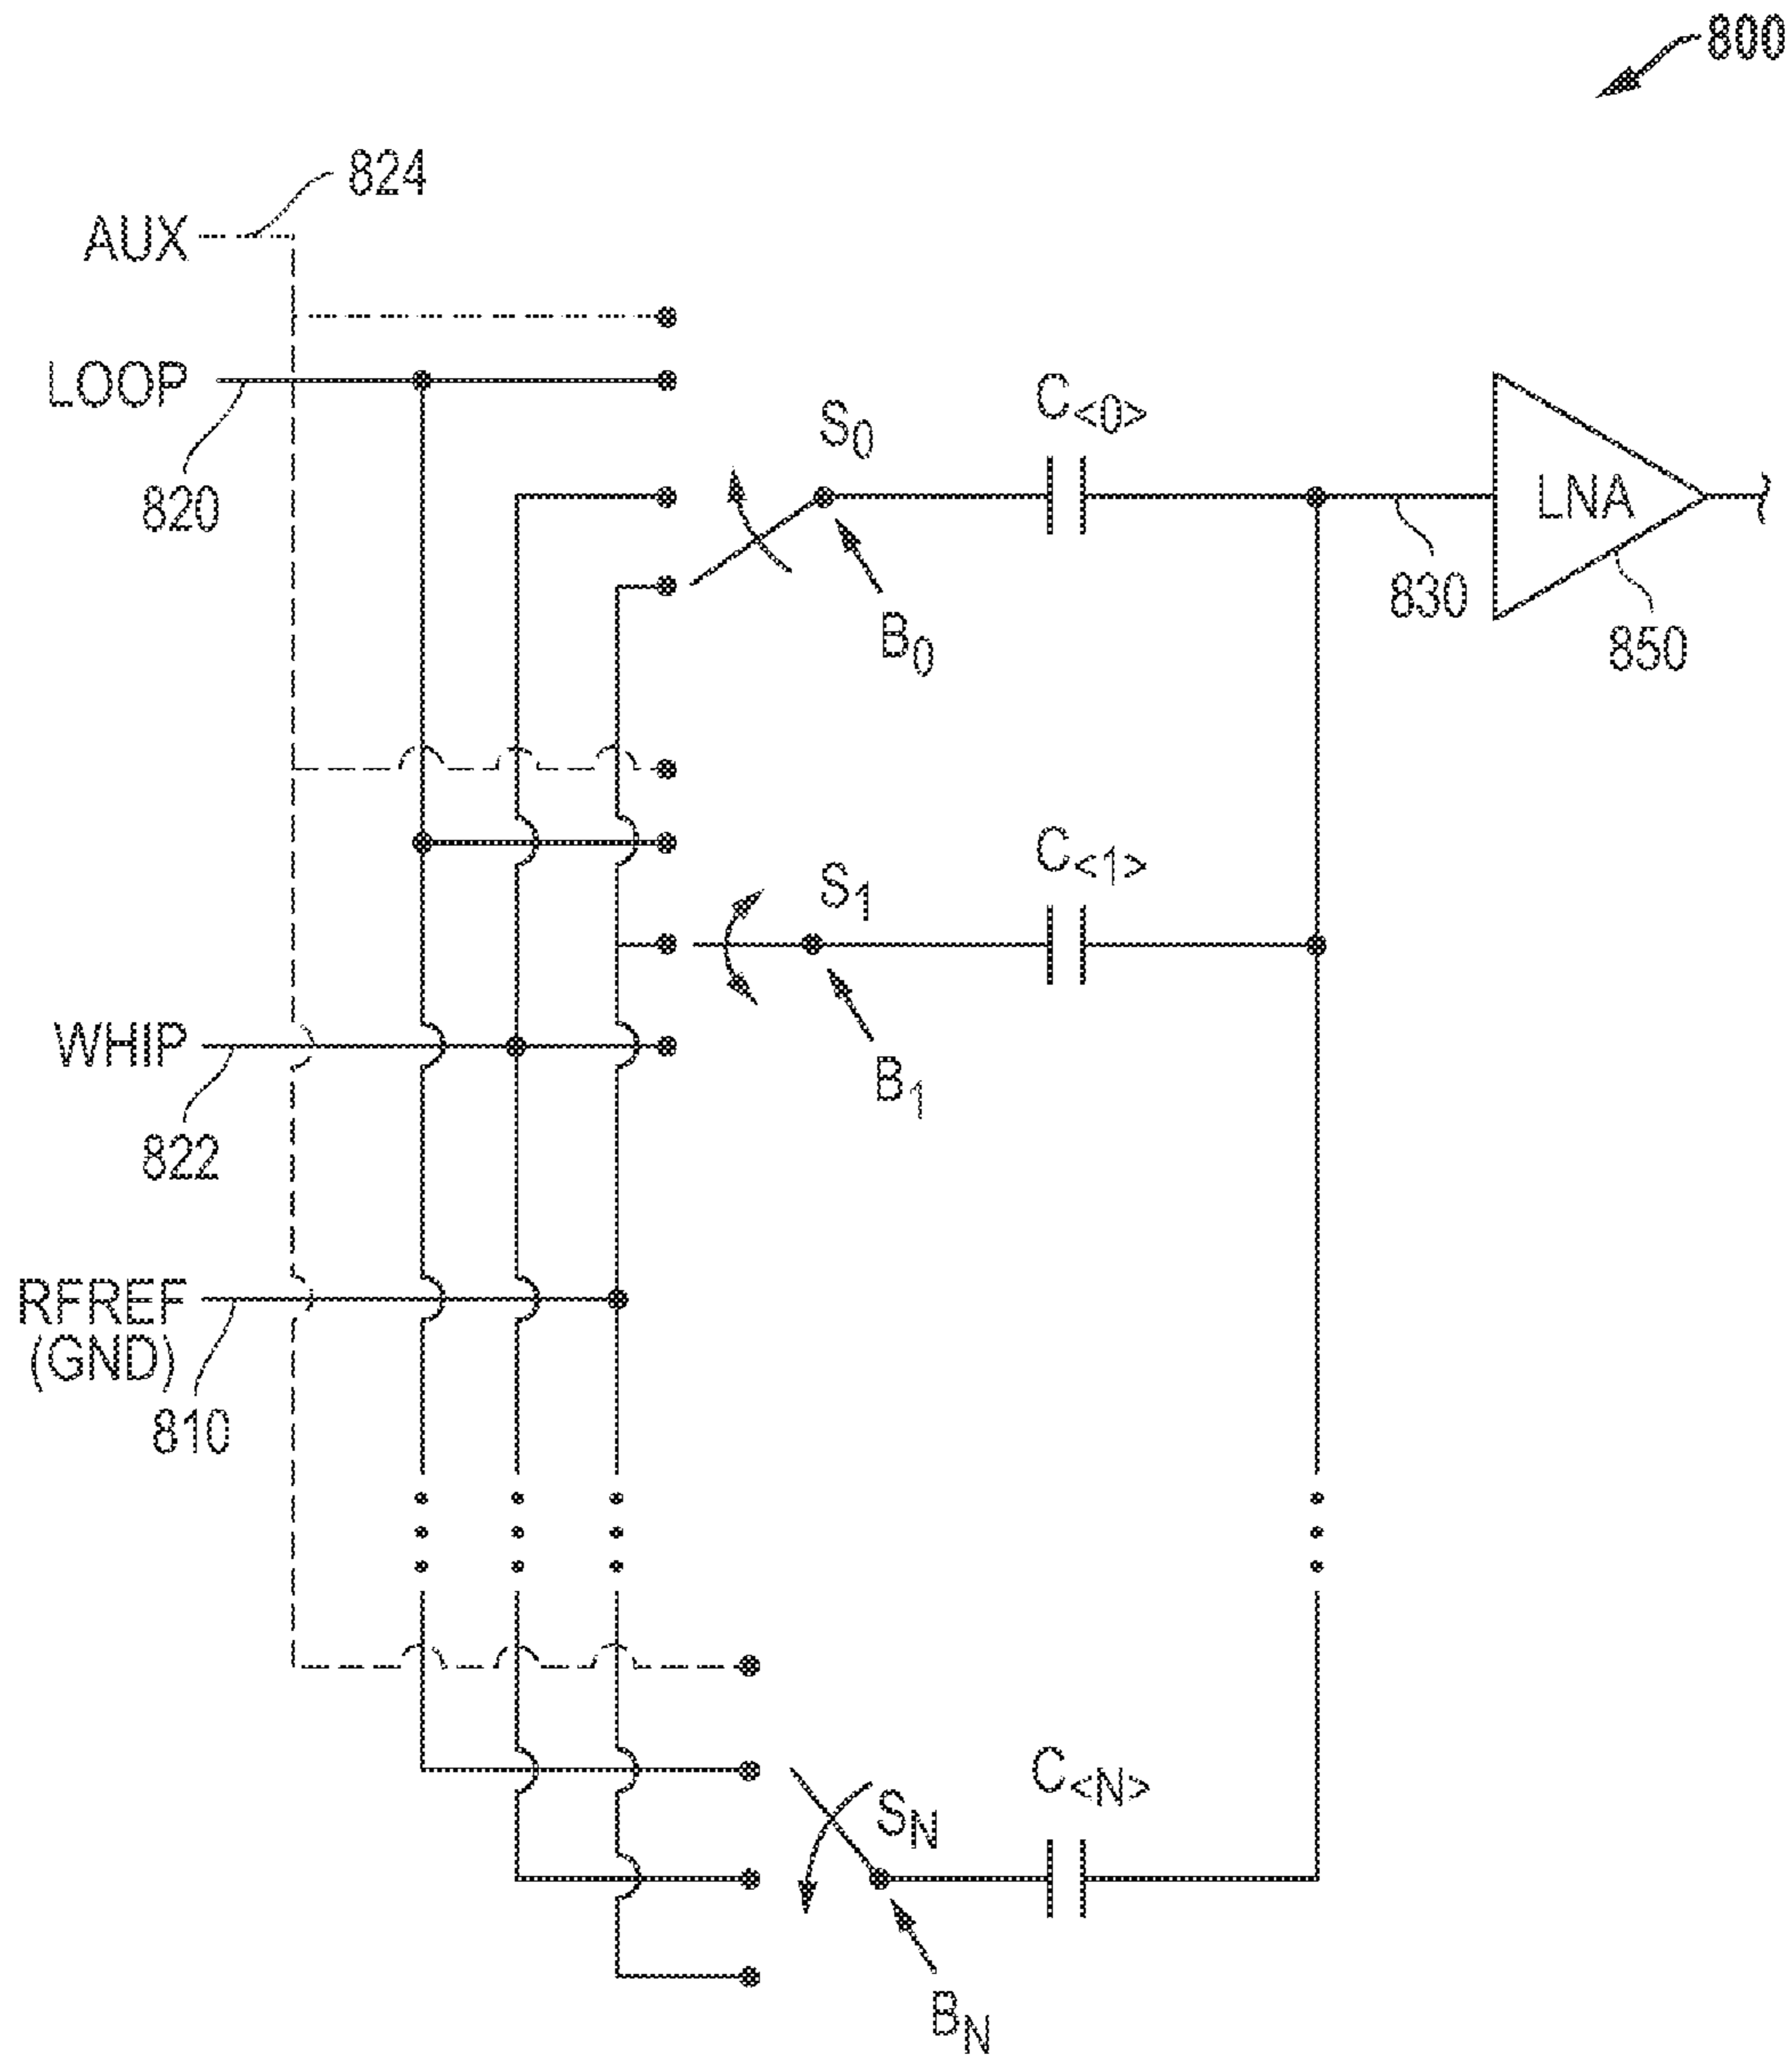 800
824
AUX
LOOP
820
S0
C<0>
LNA
830
850
B0
S1
C<1>
WHIP
822
B1
RFREF
(GND)
810
C<N>
SN
BN